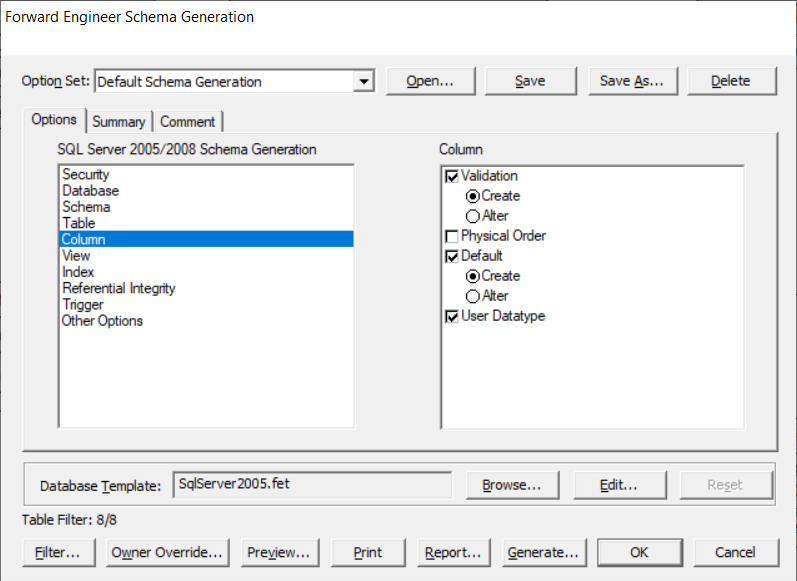 Forward Engineer Schema Generation
Option Set: Default Schema Generation Open... Save Save As... Delete
Options Summary Comment
SQL Server 2005/2008 Schema Generation
Security
Database
Schema
Table
Column
View
Index
Referential Integrity
Trigger
Other Options
Column
Validation
Create
Alter
Physical Order
Default
Create
Alter
User Datatype
Database Template: SqlServer2005.fet Browse... Edit... Reset
Table Filter: 8/8
Filter... Owner Override... Preview... Print Report... Generate... OK Cancel